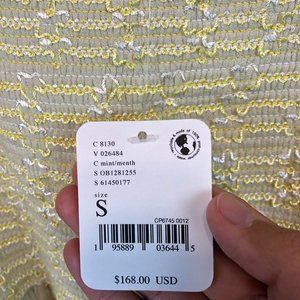 C 8130
V 026484
C mint/menth
S OB1281255
S 61450177
size
S
CP6745 0012
1 95889 03644 5
$168.00 USD